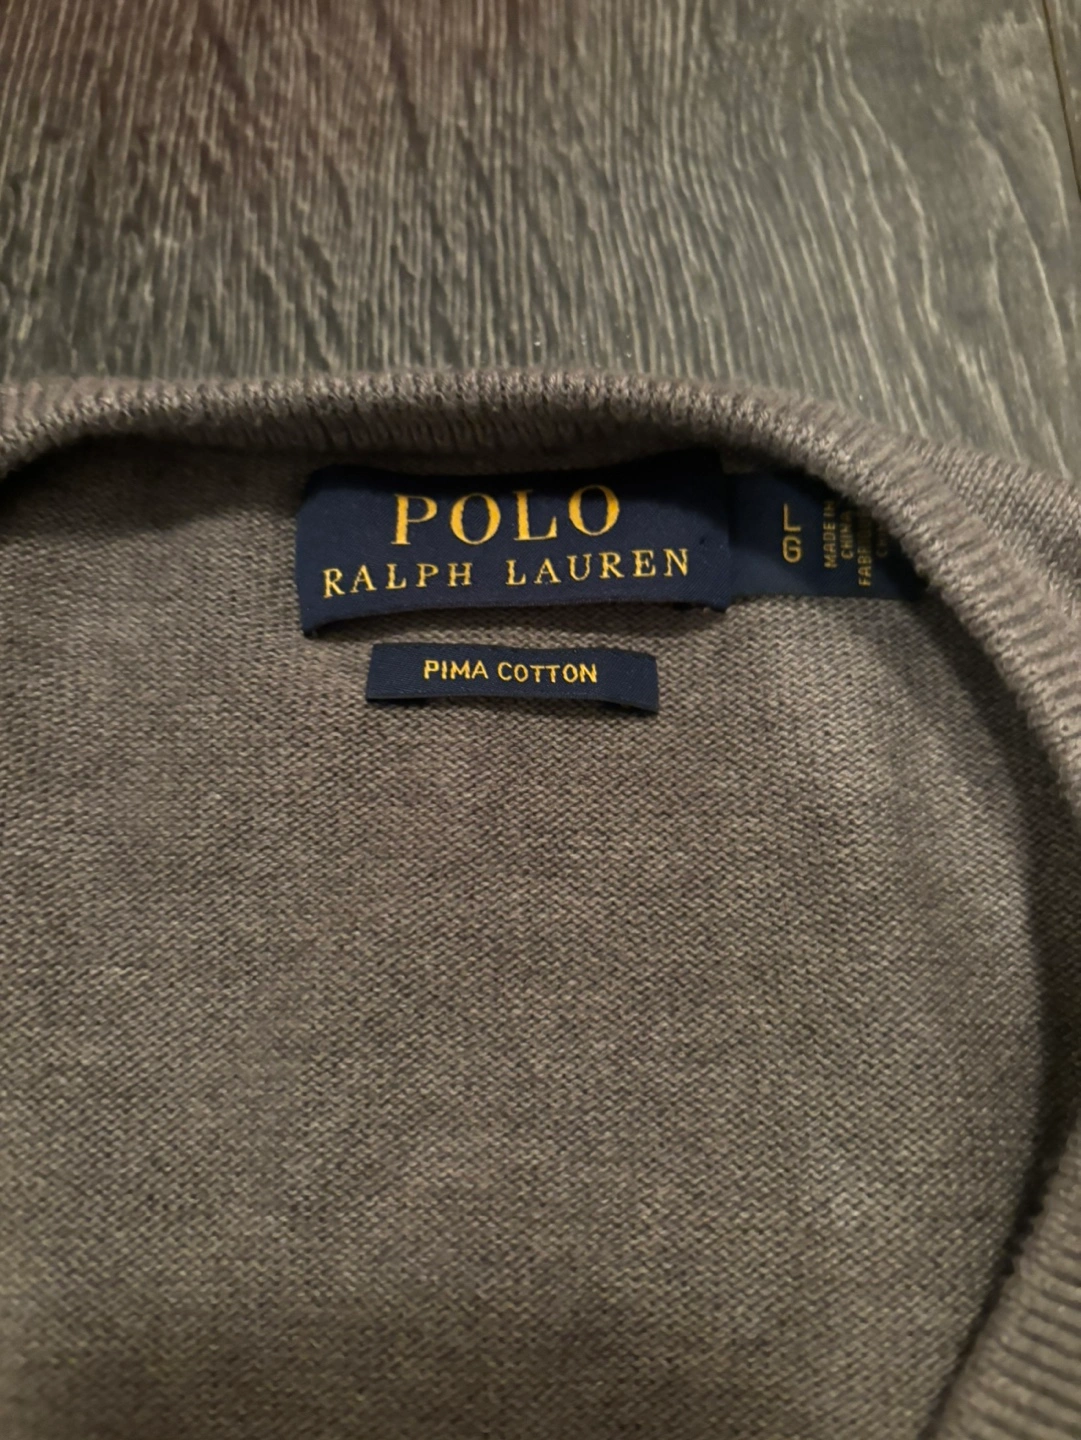 POLO
RALPH LAUREN
PIMA COTTON
L
G
MADE IN
CHINA